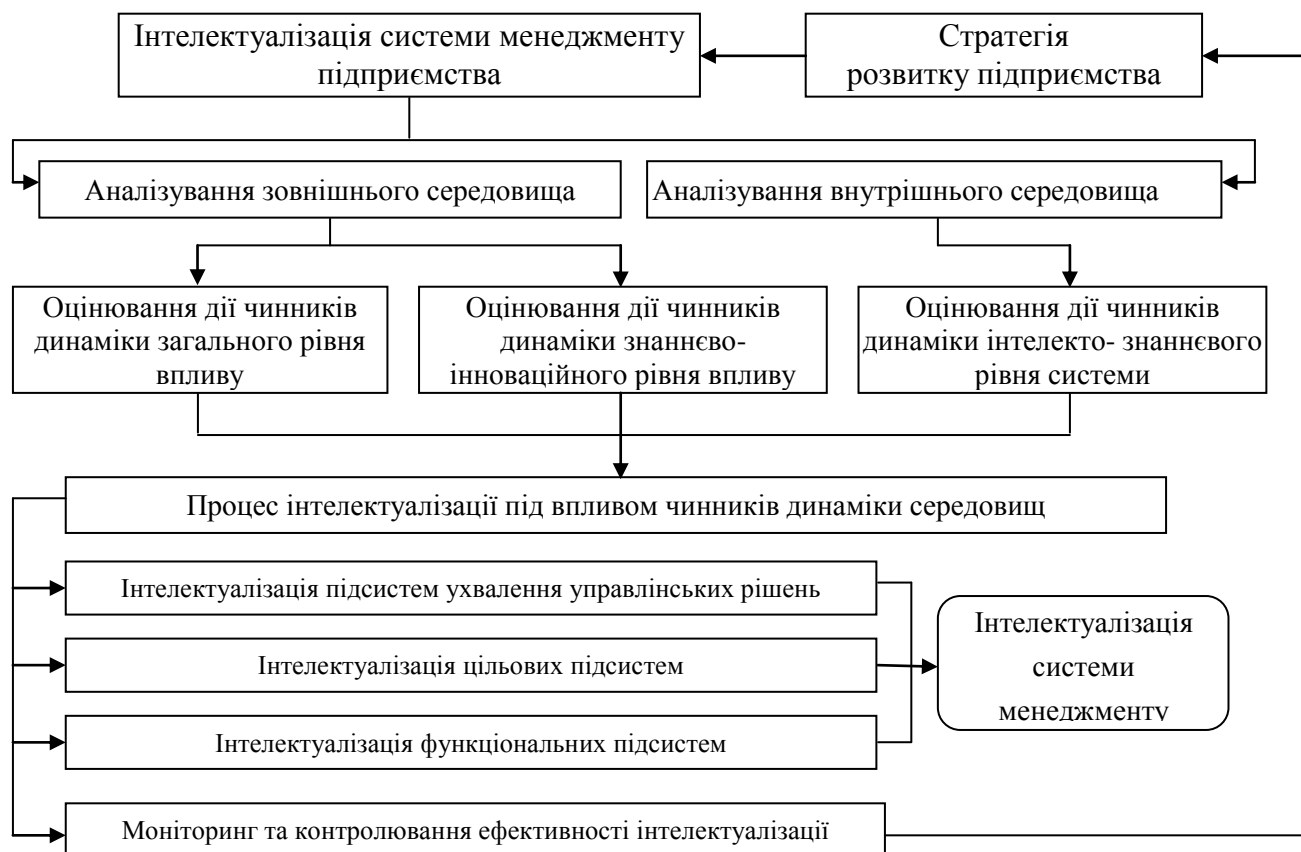 Інтелектуалізація системи менеджменту
підприємства
Стратегія
розвитку підприємства
Аналізування зовнішнього середовища
Аналізування внутрішнього середовища
Оцінювання дії чинників
динаміки загального рівня
впливу
Оцінювання дії чинників
динаміки знаннєво-
інноваційного рівня впливу
Оцінювання дії чинників
динаміки інтелекто- знаннєвого
рівня системи
Процес інтелектуалізації під впливом чинників динаміки середовищ
Інтелектуалізація підсистем ухвалення управлінських рішень
Інтелектуалізація цільових підсистем
Інтелектуалізація функціональних підсистем
Інтелектуалізація
системи
менеджменту
Моніторинг та контролювання ефективності інтелектуалізації